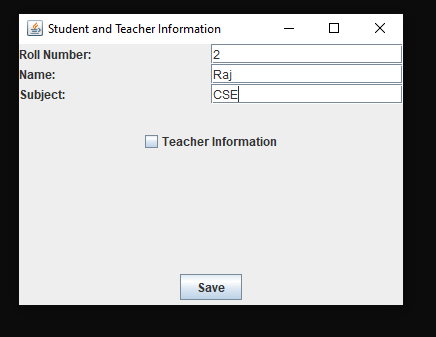 Student and Teacher Information
Roll Number: 2
Name: Raj
Subject: CSE
Teacher Information
Save